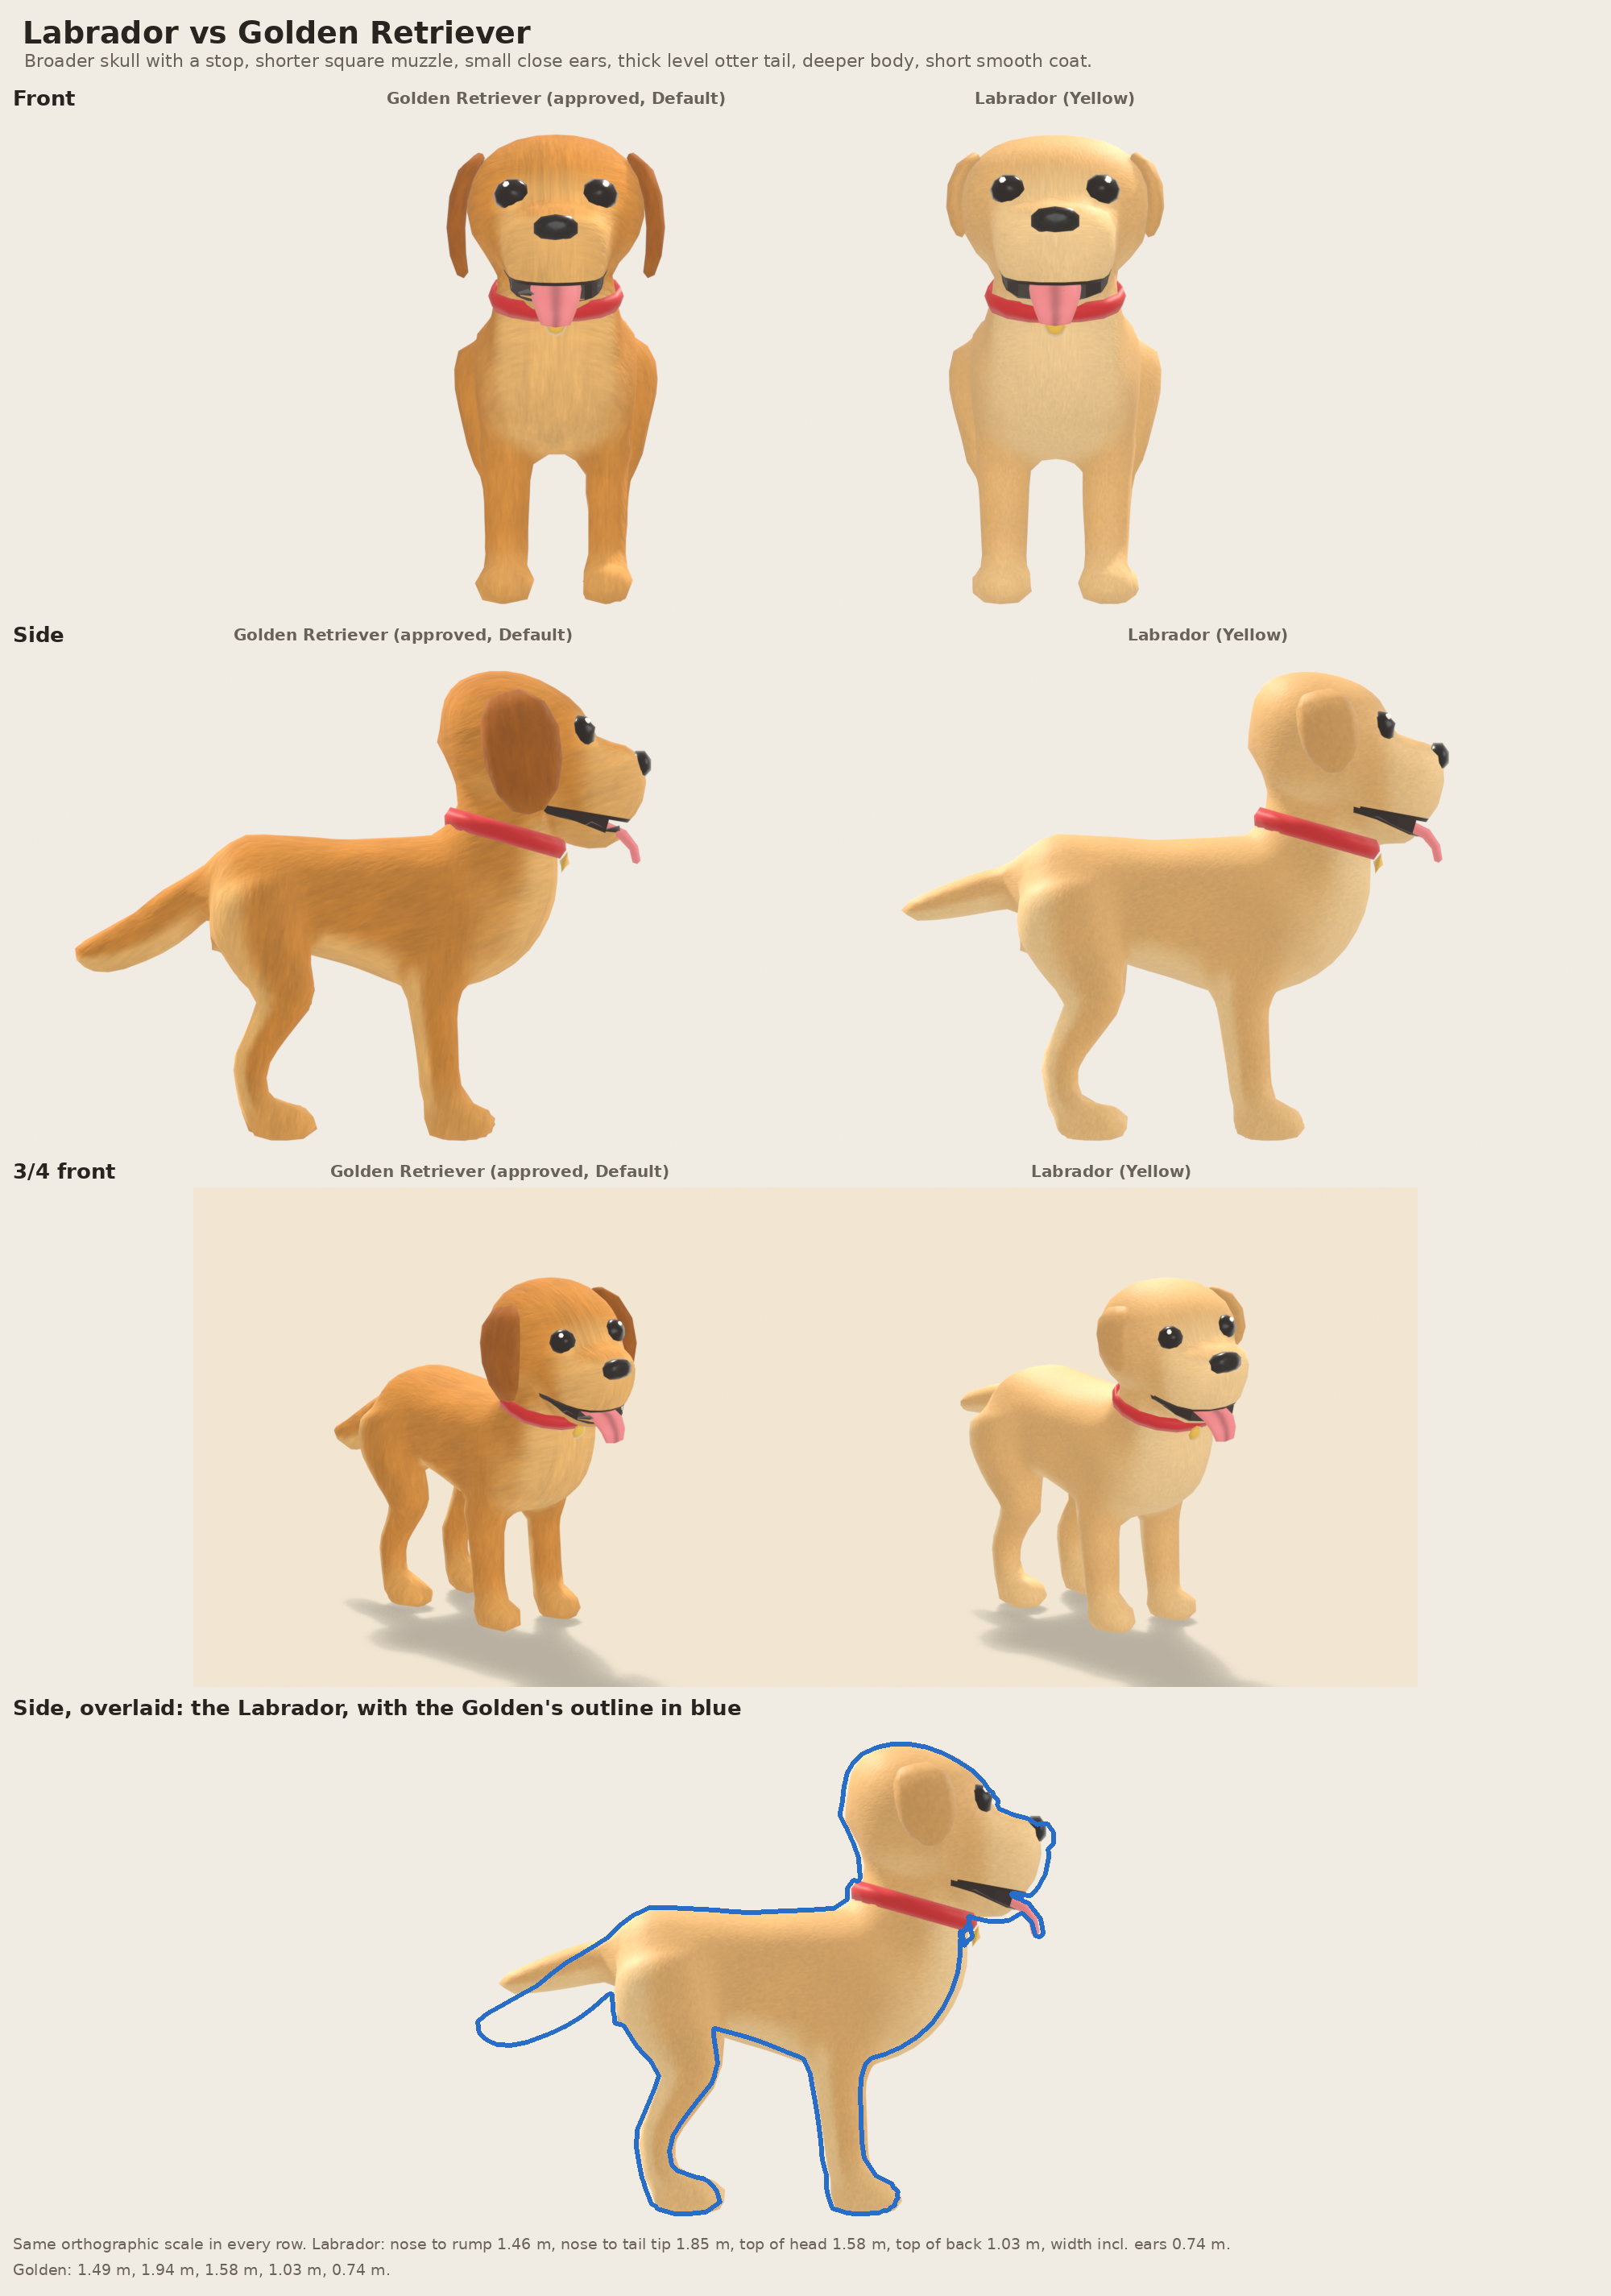 Labrador vs Golden Retriever
Broader skull with a stop, shorter square muzzle, small close ears, thick level otter tail, deeper body, short smooth coat.
Front
Golden Retriever (approved, Default)
Labrador (Yellow)
Side
Golden Retriever (approved, Default)
Labrador (Yellow)
3/4 front
Golden Retriever (approved, Default)
Labrador (Yellow)
Side, overlaid: the Labrador, with the Golden's outline in blue
Same orthographic scale in every row. Labrador: nose to rump 1.46 m, nose to tail tip 1.85 m, top of head 1.58 m, top of back 1.03 m, width incl. ears 0.74 m.
Golden: 1.49 m, 1.94 m, 1.58 m, 1.03 m, 0.74 m.